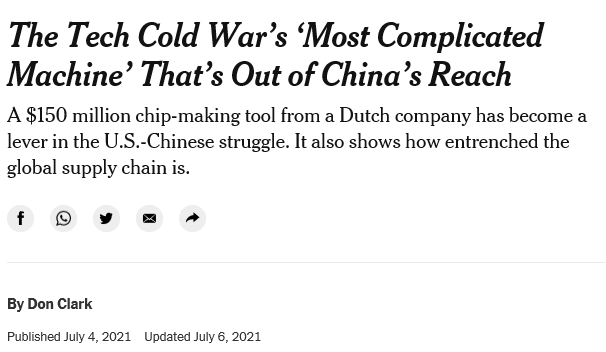 The Tech Cold War’s ‘Most Complicated
Machine’ That’s Out of China’s Reach
A $150 million chip-making tool from a Dutch company has become a
lever in the U.S.-Chinese struggle. It also shows how entrenched the
global supply chain is.
By Don Clark
Published July 4, 2021 Updated July 6, 2021